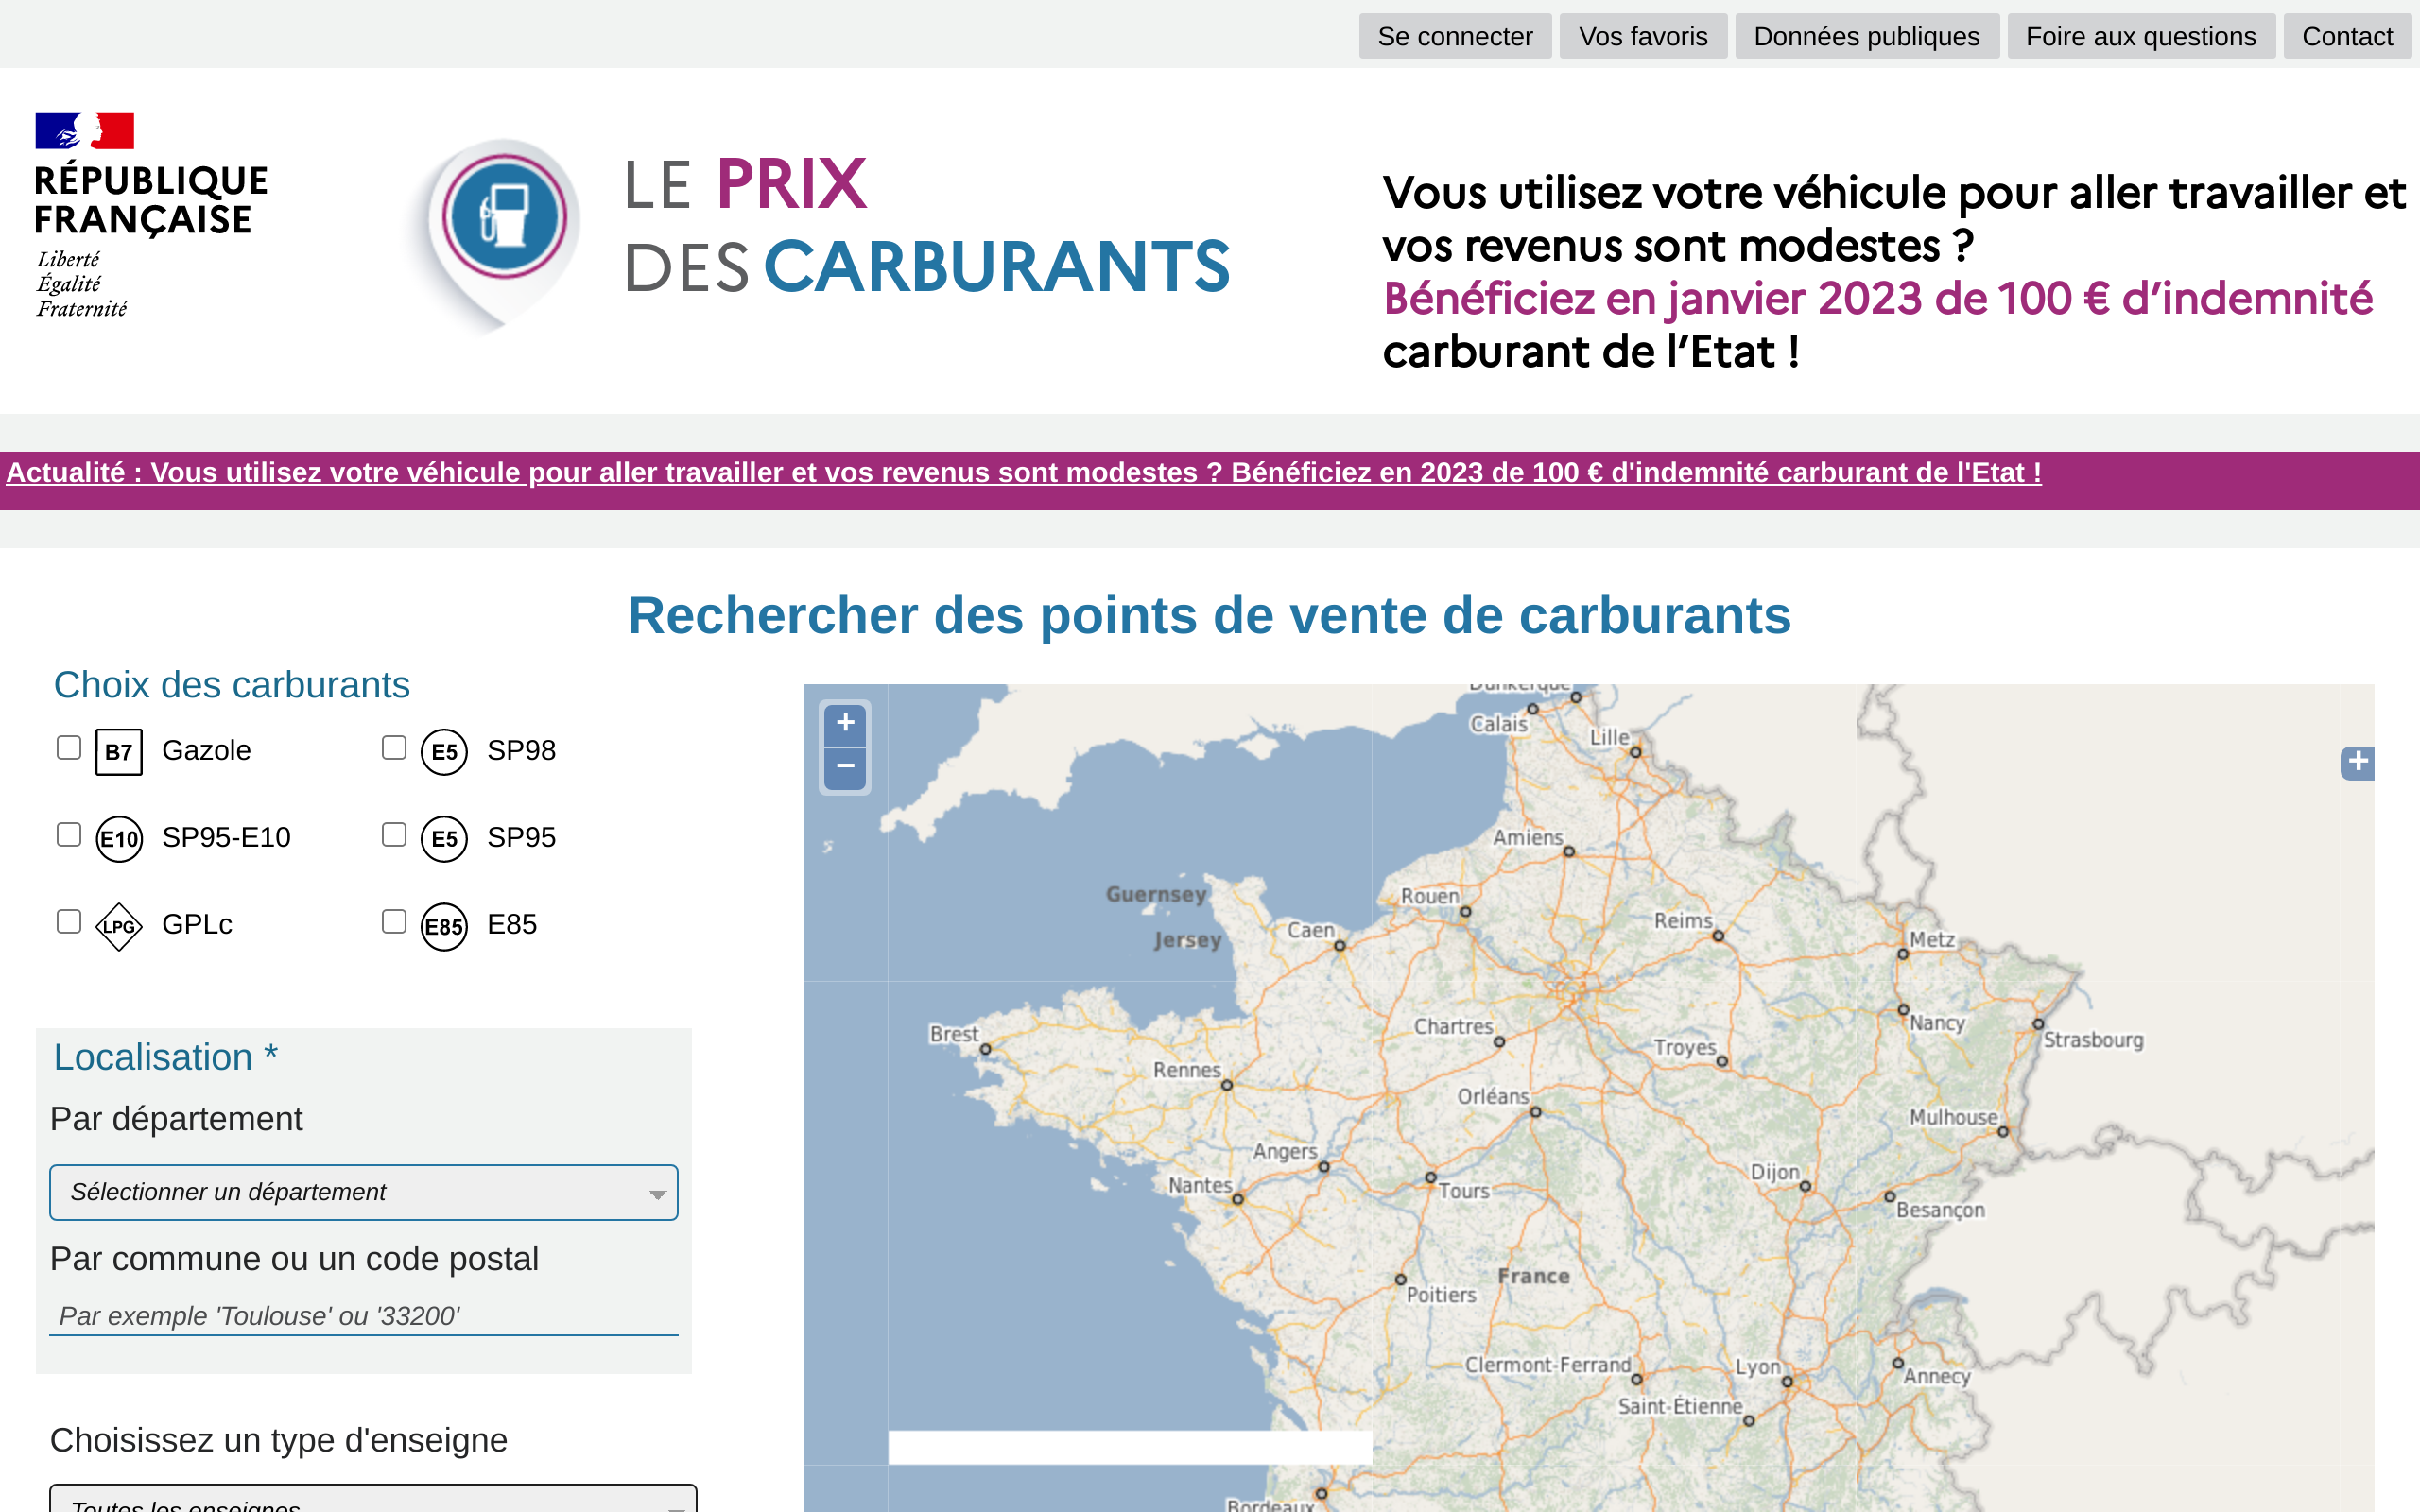 Se connecter
Vos favoris
Données publiques
Foire aux questions
Contact
RÉPUBLIQUE
FRANÇAISE
Liberté
Égalité
Fraternité
LE PRIX
DES CARBURANTS
Vous utilisez votre véhicule pour aller travailler et
vos revenus sont modestes ?
Bénéficiez en janvier 2023 de 100 € d’indemnité
carburant de l’Etat !
Actualité : Vous utilisez votre véhicule pour aller travailler et vos revenus sont modestes ? Bénéficiez en 2023 de 100 € d'indemnité carburant de l'Etat !
Rechercher des points de vente de carburants
Choix des carburants
B7 Gazole
E5 SP98
E10 SP95-E10
E5 SP95
LPG GPLc
E85 E85
Localisation *
Par département
Sélectionner un département
Par commune ou un code postal
Par exemple 'Toulouse' ou '33200'
Choisissez un type d'enseigne
Toutes les enseignes
+
−
+
Dunkerque
Calais
Lille
Amiens
Guernsey
Rouen
Reims
Jersey
Caen
Metz
Brest
Chartres
Nancy
Strasbourg
Rennes
Troyes
Orléans
Mulhouse
Angers
Nantes
Tours
Dijon
Besançon
France
Poitiers
Clermont-Ferrand
Lyon
Annecy
Saint-Étienne
Bordeaux